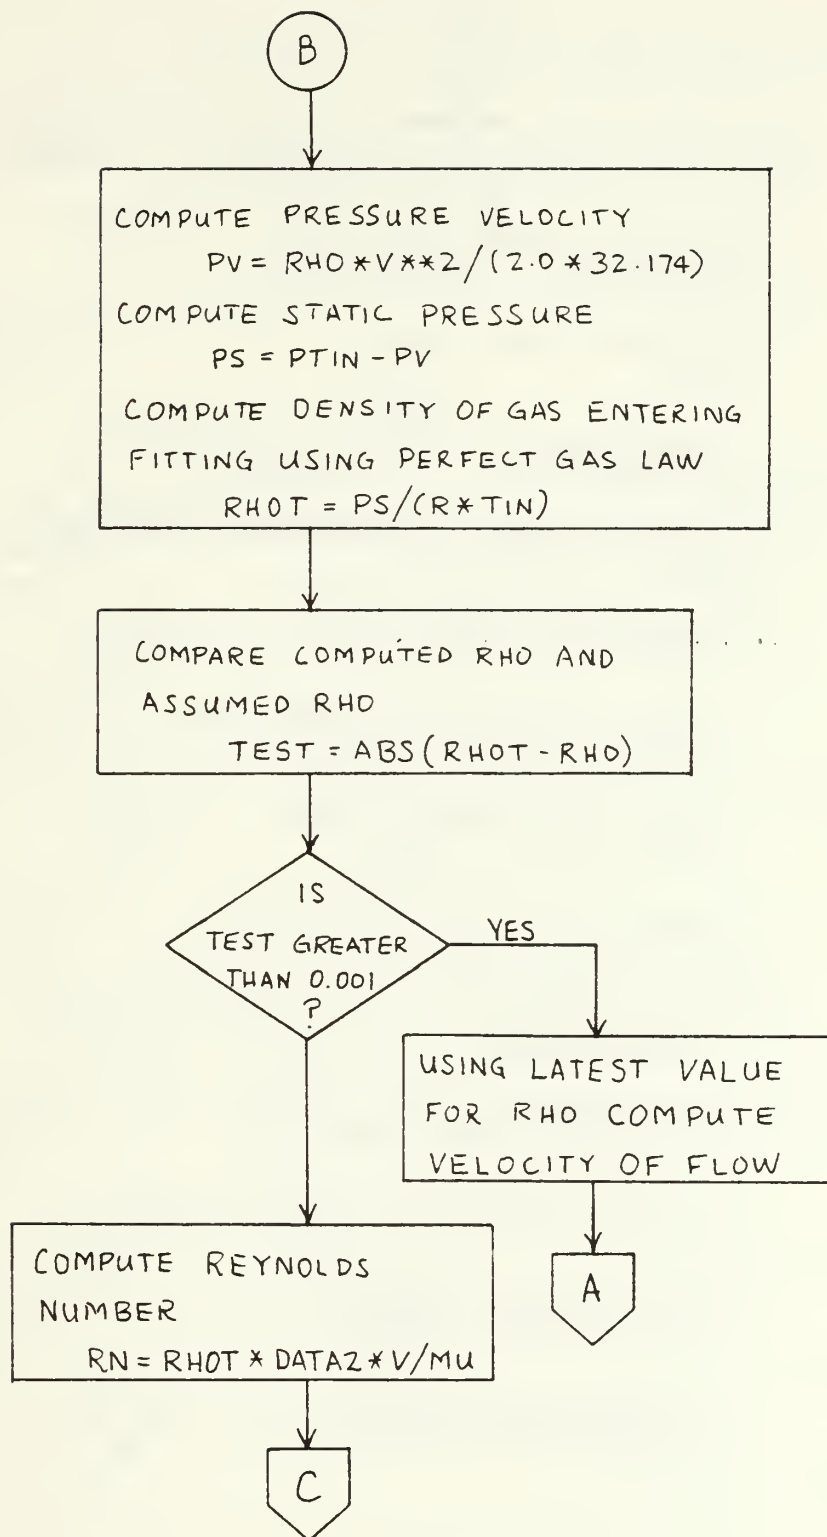 B
COMPUTE PRESSURE VELOCITY
PV = RHO*V**2/(2.0*32.174)
COMPUTE STATIC PRESSURE
PS = PTIN-PV
COMPUTE DENSITY OF GAS ENTERING
FITTING USING PERFECT GAS LAW
RHOT = PS/(R*TIN)
COMPARE COMPUTED RHO AND
ASSUMED RHO
TEST = ABS(RHOT-RHO)
IS
TEST GREATER
THAN 0.001
?
YES
USING LATEST VALUE
FOR RHO COMPUTE
VELOCITY OF FLOW
A
COMPUTE REYNOLDS
NUMBER
RN = RHOT*DATA2*V/MU
C